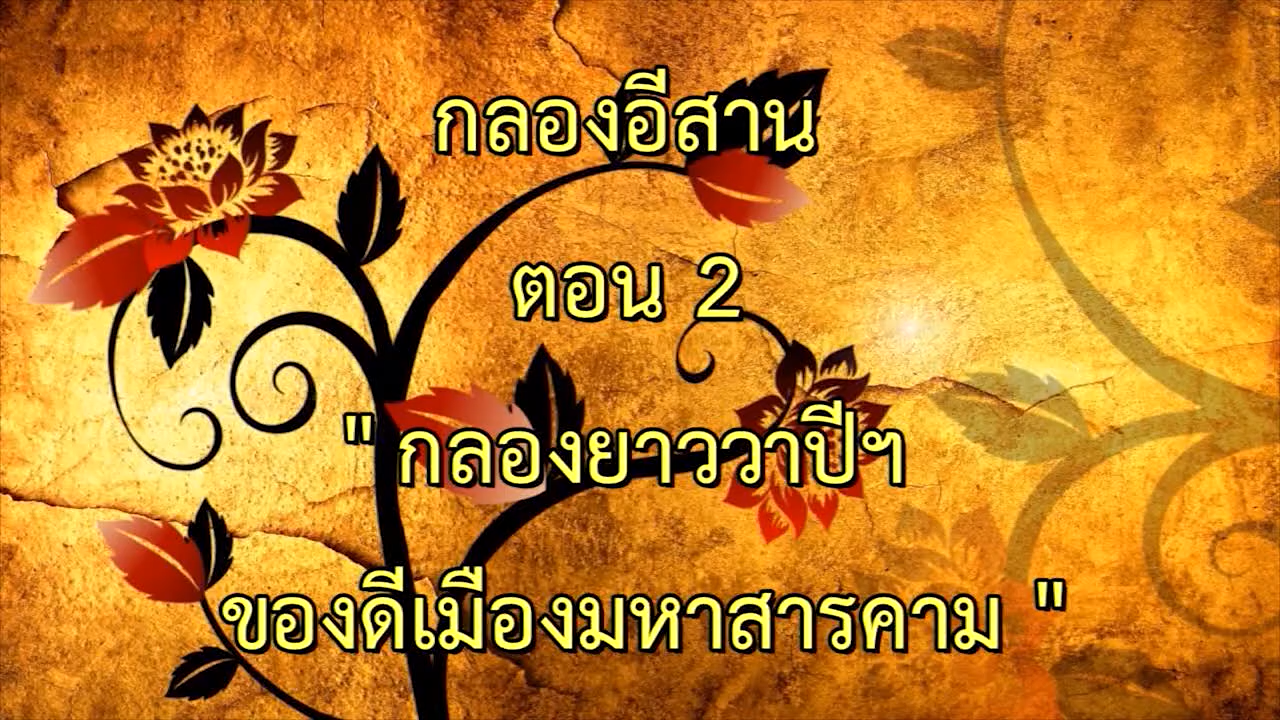 กลองอีสาน
ตอน 2
" กลองยาววาปีฯ
ของดีเมืองมหาสารคาม "